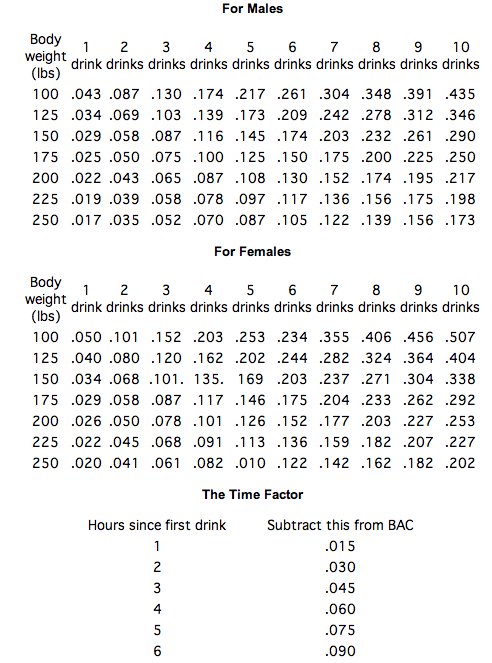 For Males
Body weight (lbs) 1 drink 2 drinks 3 drinks 4 drinks 5 drinks 6 drinks 7 drinks 8 drinks 9 drinks 10 drinks
100 .043 .087 .130 .174 .217 .261 .304 .348 .391 .435
125 .034 .069 .103 .139 .173 .209 .242 .278 .312 .346
150 .029 .058 .087 .116 .145 .174 .203 .232 .261 .290
175 .025 .050 .075 .100 .125 .150 .175 .200 .225 .250
200 .022 .043 .065 .087 .108 .130 .152 .174 .195 .217
225 .019 .039 .058 .078 .097 .117 .136 .156 .175 .198
250 .017 .035 .052 .070 .087 .105 .122 .139 .156 .173
For Females
Body weight (lbs) 1 drink 2 drinks 3 drinks 4 drinks 5 drinks 6 drinks 7 drinks 8 drinks 9 drinks 10 drinks
100 .050 .101 .152 .203 .253 .234 .355 .406 .456 .507
125 .040 .080 .120 .162 .202 .244 .282 .324 .364 .404
150 .034 .068 .101. 135. 169 .203 .237 .271 .304 .338
175 .029 .058 .087 .117 .146 .175 .204 .233 .262 .292
200 .026 .050 .078 .101 .126 .152 .177 .203 .227 .253
225 .022 .045 .068 .091 .113 .136 .159 .182 .207 .227
250 .020 .041 .061 .082 .010 .122 .142 .162 .182 .202
The Time Factor
Hours since first drink Subtract this from BAC
1 .015
2 .030
3 .045
4 .060
5 .075
6 .090